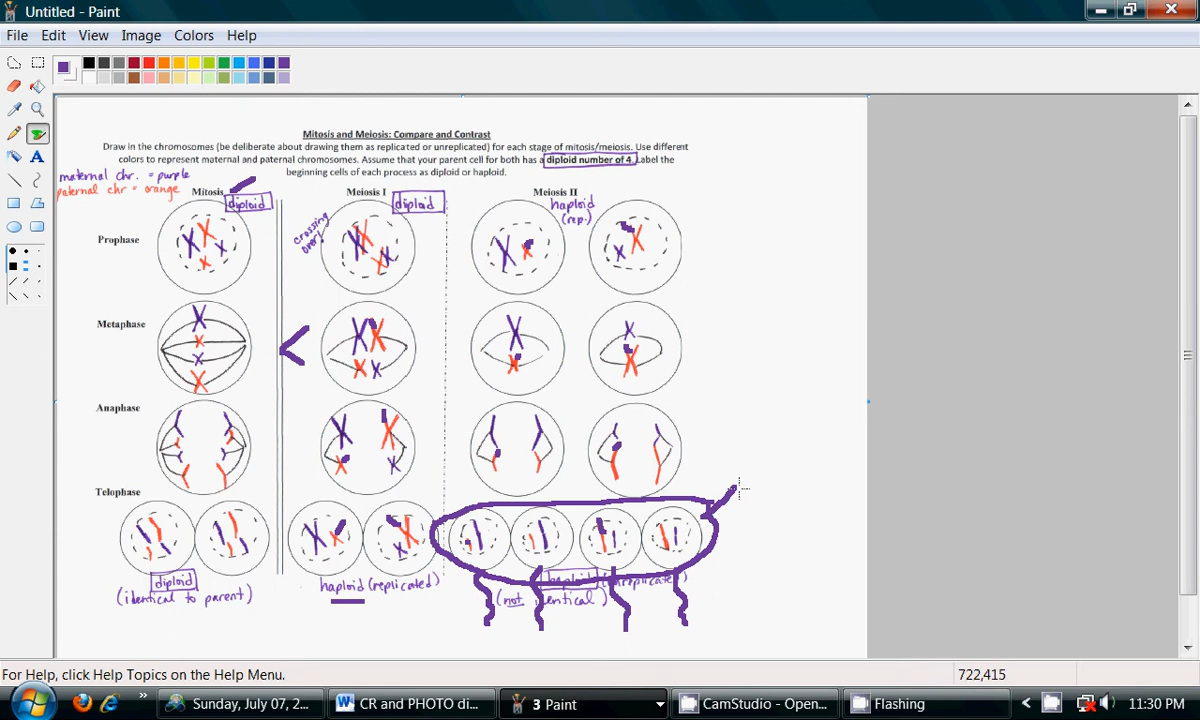 Untitled - Paint
File Edit View Image Colors Help
Mitosis and Meiosis: Compare and Contrast
Draw in the chromosomes (be deliberate about drawing them as replicated or unreplicated) for each stage of mitosis/meiosis. Use different
colors to represent maternal and paternal chromosomes. Assume that your parent cell for both has a diploid number of 4. Label the
beginning cells of each process as diploid or haploid.
maternal chr. = purple
paternal chr = orange
Mitosis
diploid
Meiosis I
diploid
Meiosis II
haploid
(rep.)
crossing
over!
Prophase
Metaphase
Anaphase
Telophase
diploid
(identical to parent)
haploid (replicated)
haploid
(not identical)
For Help, click Help Topics on the Help Menu.
722,415
Sunday, July 07, 2...
CR and PHOTO di...
3 Paint
CamStudio - Open...
Flashing
11:30 PM